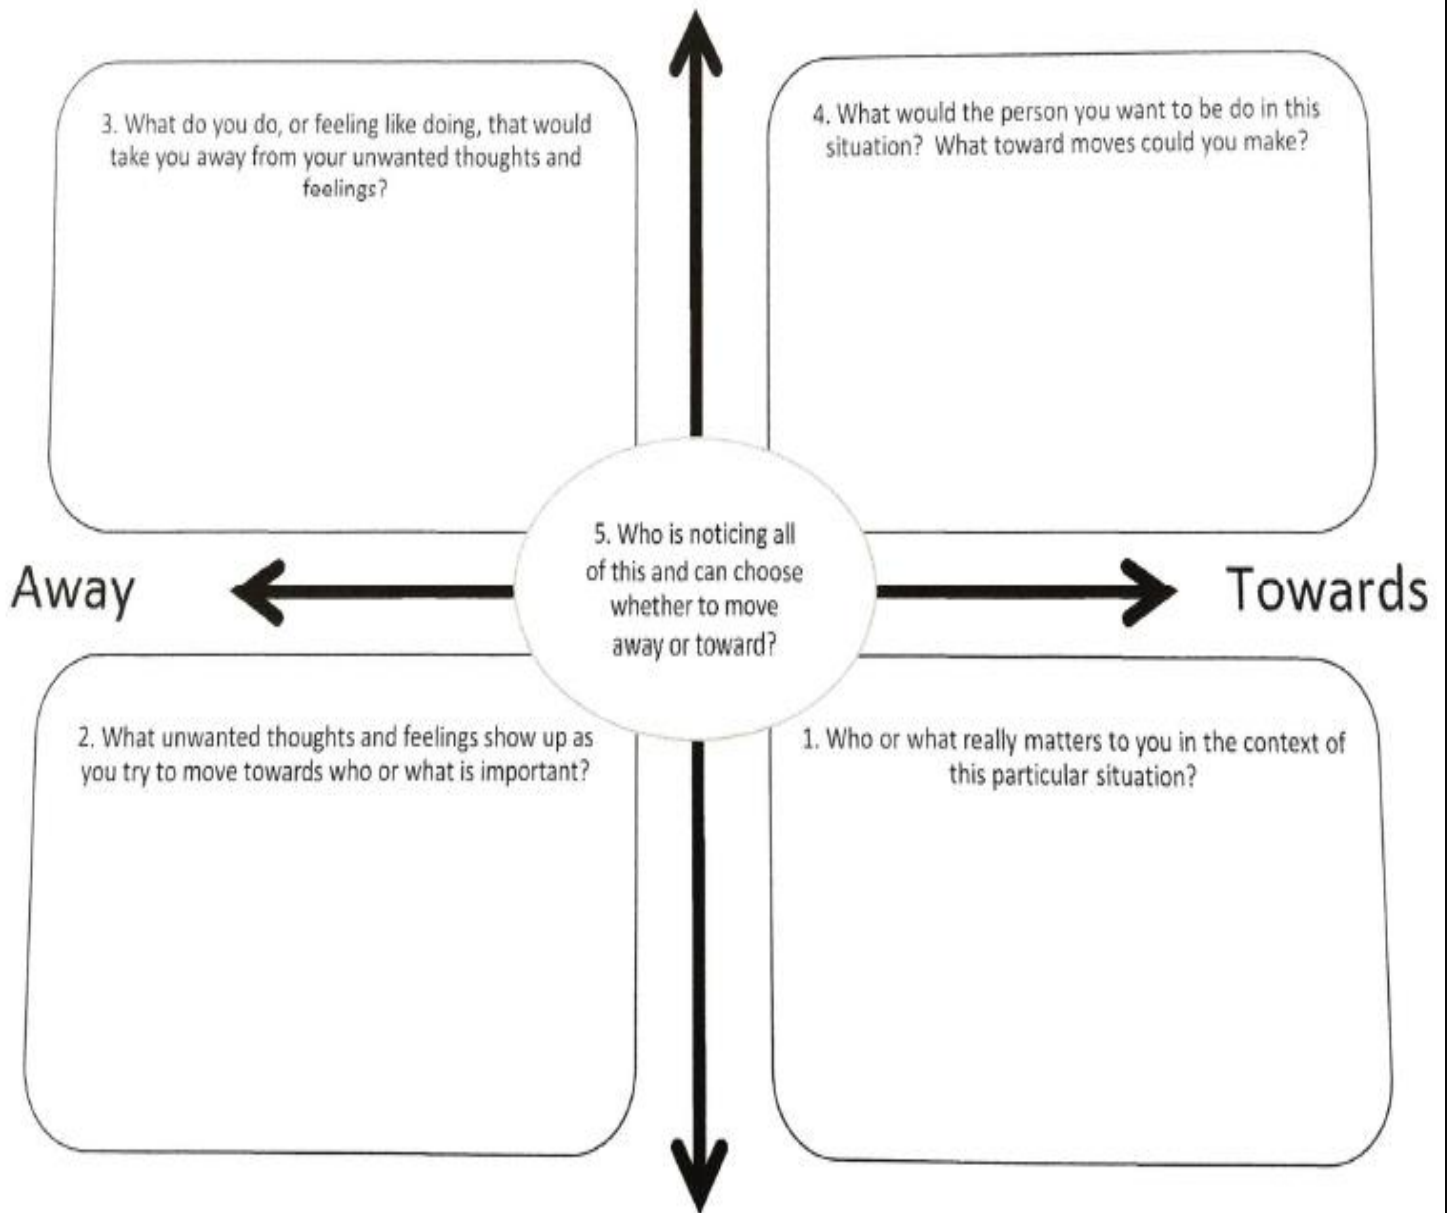 3. What do you do, or feeling like doing, that would
take you away from your unwanted thoughts and
feelings?
4. What would the person you want to be do in this
situation? What toward moves could you make?
5. Who is noticing all
of this and can choose
whether to move
away or toward?
Away
Towards
2. What unwanted thoughts and feelings show up as
you try to move towards who or what is important?
1. Who or what really matters to you in the context of
this particular situation?